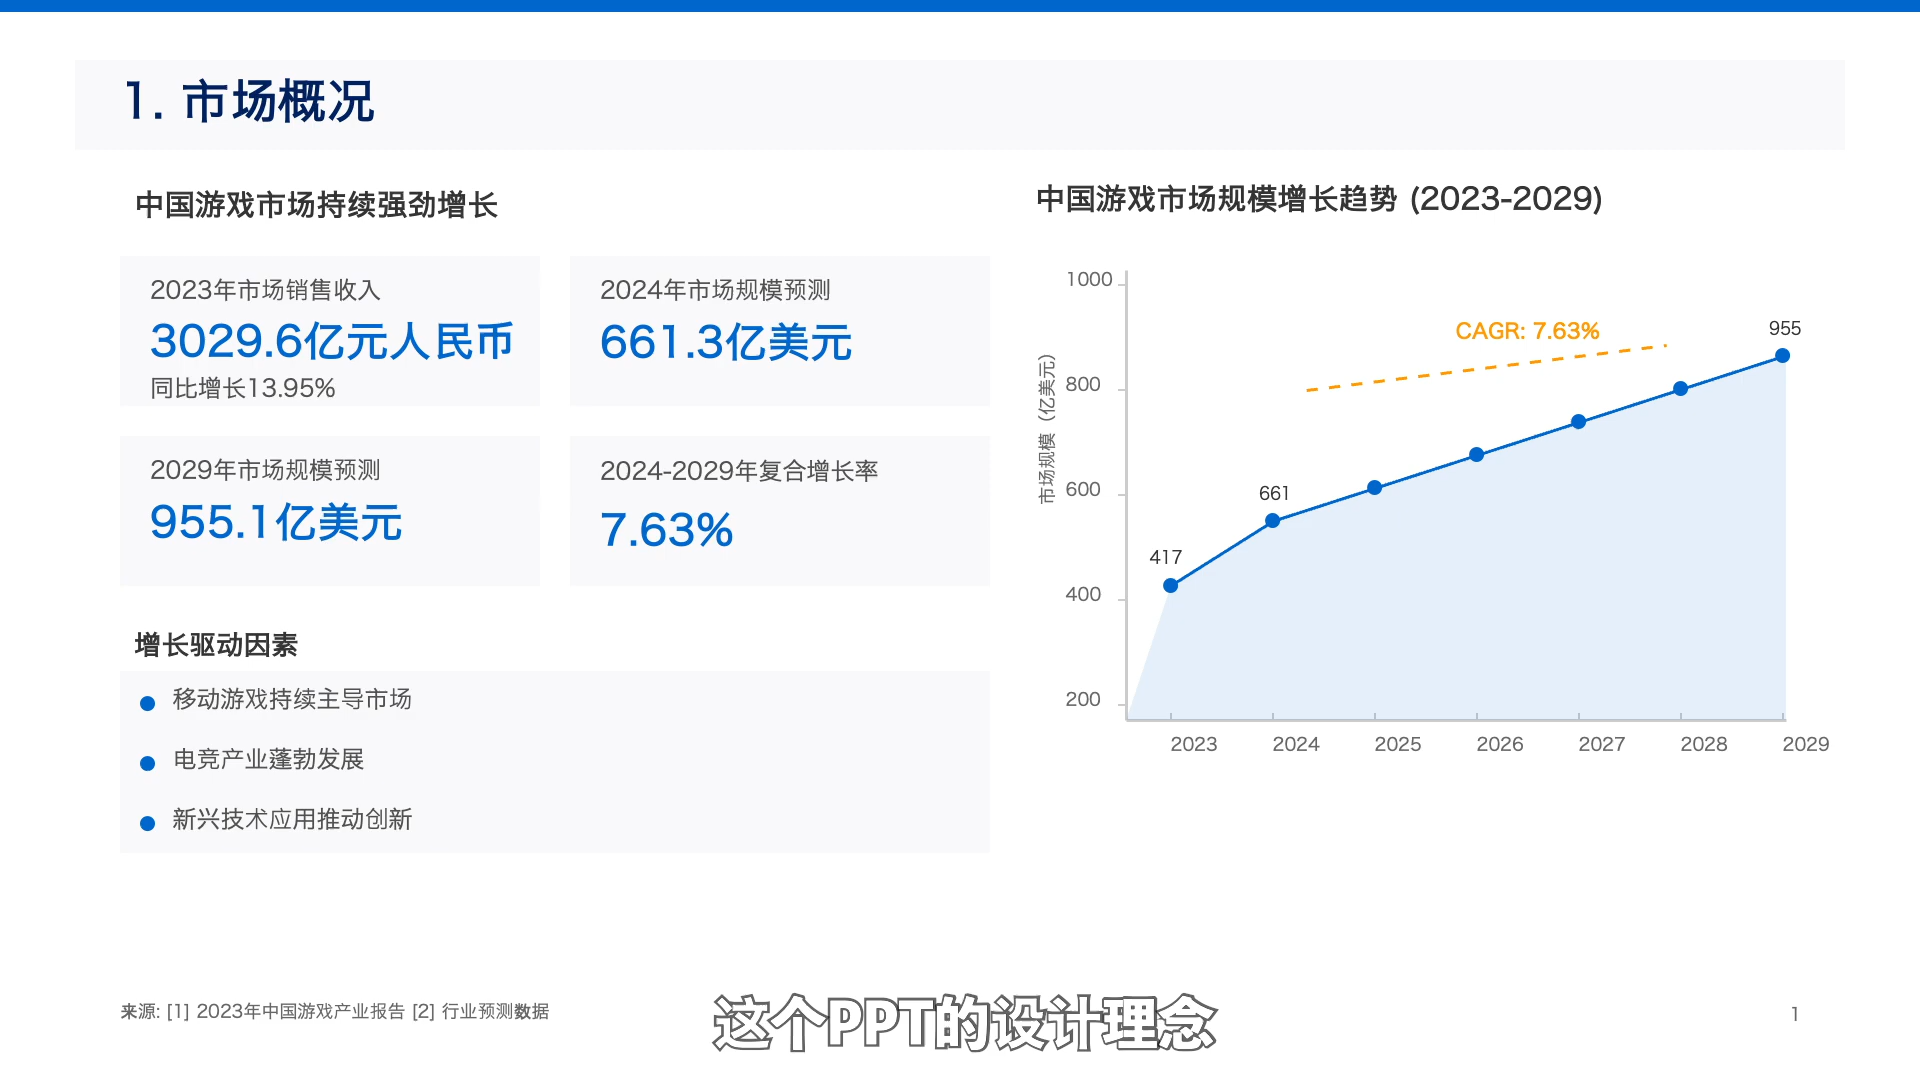 1. 市场概况
中国游戏市场持续强劲增长
2023年市场销售收入
3029.6亿元人民币
同比增长13.95%
2024年市场规模预测
661.3亿美元
2029年市场规模预测
955.1亿美元
2024-2029年复合增长率
7.63%
增长驱动因素
移动游戏持续主导市场
电竞产业蓬勃发展
新兴技术应用推动创新
中国游戏市场规模增长趋势 (2023-2029)
市场规模（亿美元）
1000
800
600
400
200
417
661
CAGR: 7.63%
955
2023 2024 2025 2026 2027 2028 2029
来源: [1] 2023年中国游戏产业报告 [2] 行业预测数据
这个PPT的设计理念
1